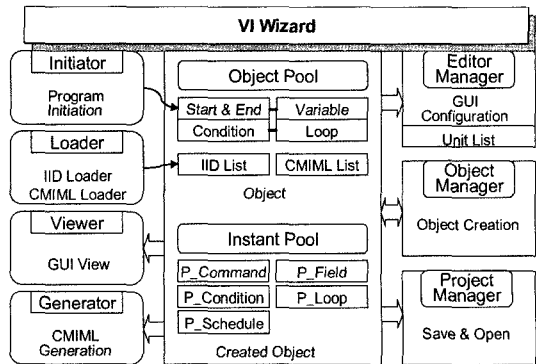 VI Wizard
Initiator
Program
Initiation
Loader
IID Loader
CMIML Loader
Viewer
GUI View
Generator
CMIML
Generation
Object Pool
Start & End
Variable
Condition
Loop
IID List
CMIML List
Object
Instant Pool
P_Command
P_Field
P_Condition
P_Loop
P_Schedule
Created Object
Editor
Manager
GUI
Configuration
Unit List
Object
Manager
Object Creation
Project
Manager
Save & Open